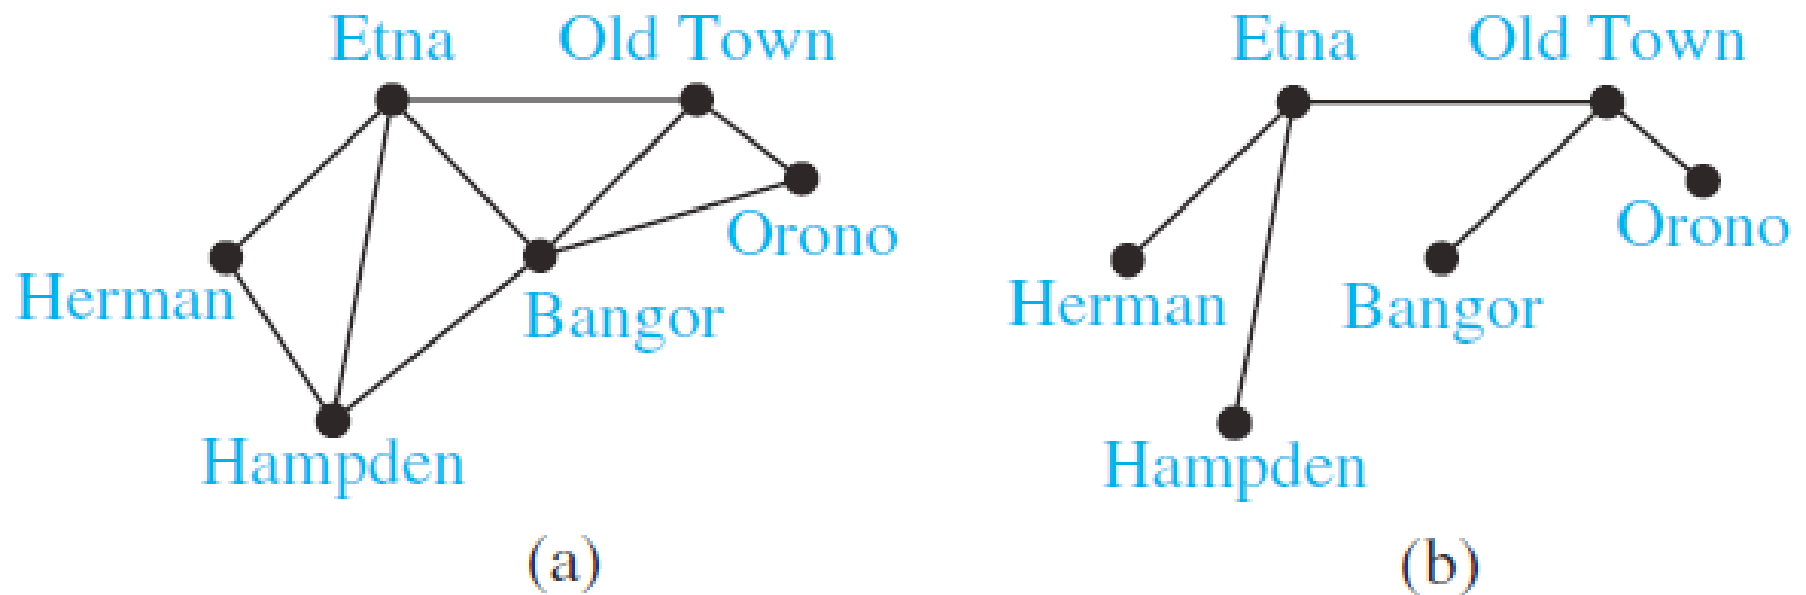 Etna Old Town
Orono
Herman
Bangor
Hampden
(a)
Etna Old Town
Orono
Herman
Bangor
Hampden
(b)